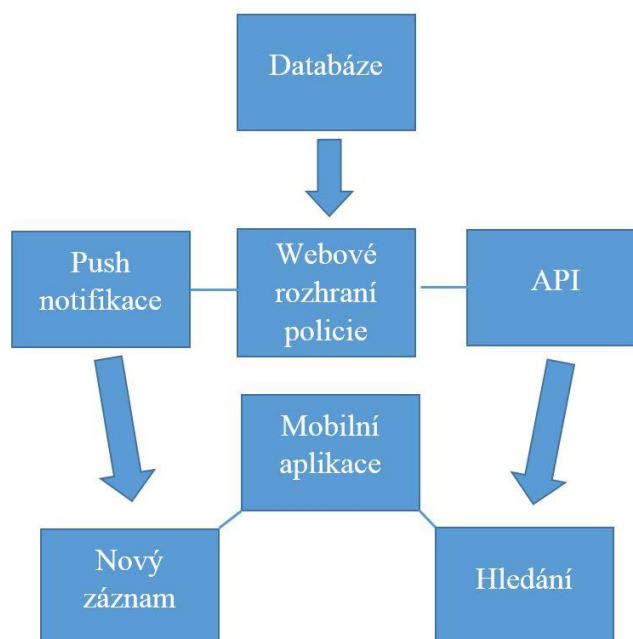 Databáze
Push
notifikace
Webové
rozhraní
policie
API
Mobilní
aplikace
Nový
záznam
Hledání